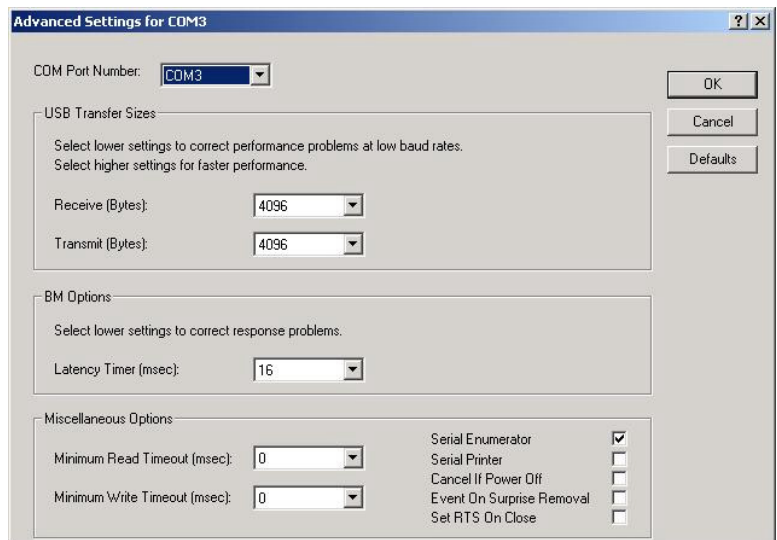 Advanced Settings for COM3
COM Port Number: COM3
OK
Cancel
Defaults
USB Transfer Sizes
Select lower settings to correct performance problems at low baud rates.
Select higher settings for faster performance.
Receive (Bytes): 4096
Transmit (Bytes): 4096
BM Options
Select lower settings to correct response problems.
Latency Timer (msec): 16
Miscellaneous Options
Minimum Read Timeout (msec): 0
Minimum Write Timeout (msec): 0
Serial Enumerator
Serial Printer
Cancel If Power Off
Event On Surprise Removal
Set RTS On Close